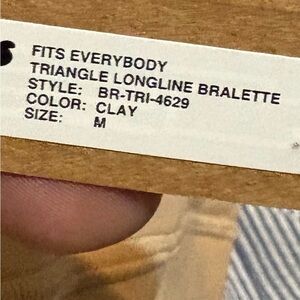 FITS EVERYBODY
TRIANGLE LONGLINE BRALETTE
STYLE: BR-TRI-4629
COLOR: CLAY
SIZE: M